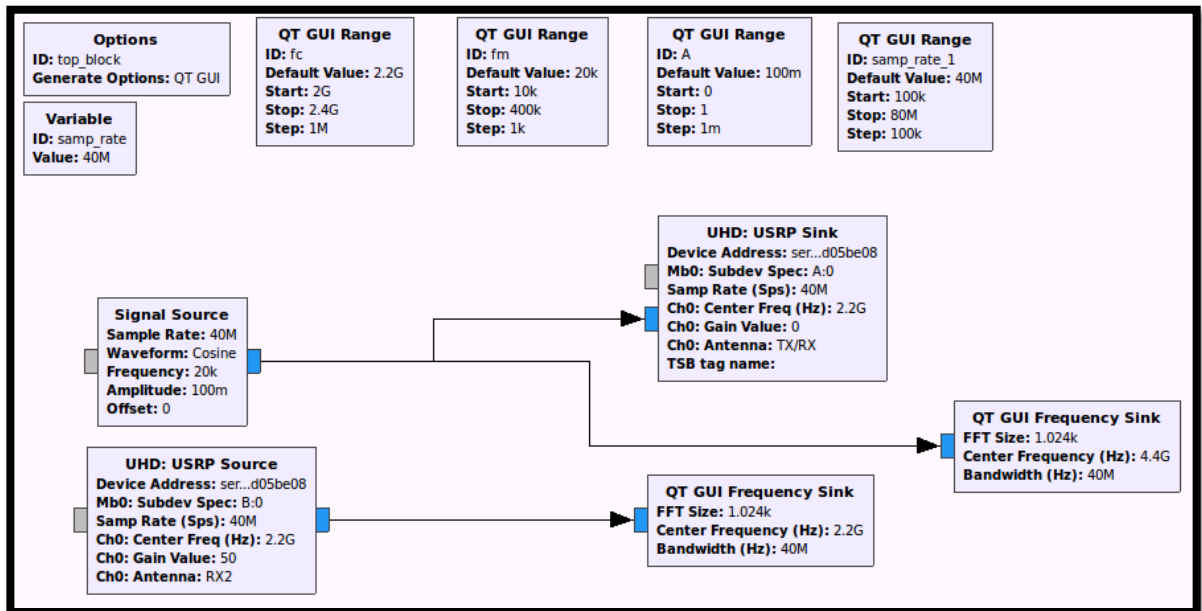 Options
ID: top_block
Generate Options: QT GUI
Variable
ID: samp_rate
Value: 40M
QT GUI Range
ID: fc
Default Value: 2.2G
Start: 2G
Stop: 2.4G
Step: 1M
QT GUI Range
ID: fm
Default Value: 20k
Start: 10k
Stop: 400k
Step: 1k
QT GUI Range
ID: A
Default Value: 100m
Start: 0
Stop: 1
Step: 1m
QT GUI Range
ID: samp_rate_1
Default Value: 40M
Start: 100k
Stop: 80M
Step: 100k
UHD: USRP Sink
Device Address: ser...d05be08
Mb0: Subdev Spec: A:0
Samp Rate (Sps): 40M
Ch0: Center Freq (Hz): 2.2G
Ch0: Gain Value: 0
Ch0: Antenna: TX/RX
TSB tag name:
Signal Source
Sample Rate: 40M
Waveform: Cosine
Frequency: 20k
Amplitude: 100m
Offset: 0
QT GUI Frequency Sink
FFT Size: 1.024k
Center Frequency (Hz): 4.4G
Bandwidth (Hz): 40M
UHD: USRP Source
Device Address: ser...d05be08
Mb0: Subdev Spec: B:0
Samp Rate (Sps): 40M
Ch0: Center Freq (Hz): 2.2G
Ch0: Gain Value: 50
Ch0: Antenna: RX2
QT GUI Frequency Sink
FFT Size: 1.024k
Center Frequency (Hz): 2.2G
Bandwidth (Hz): 40M